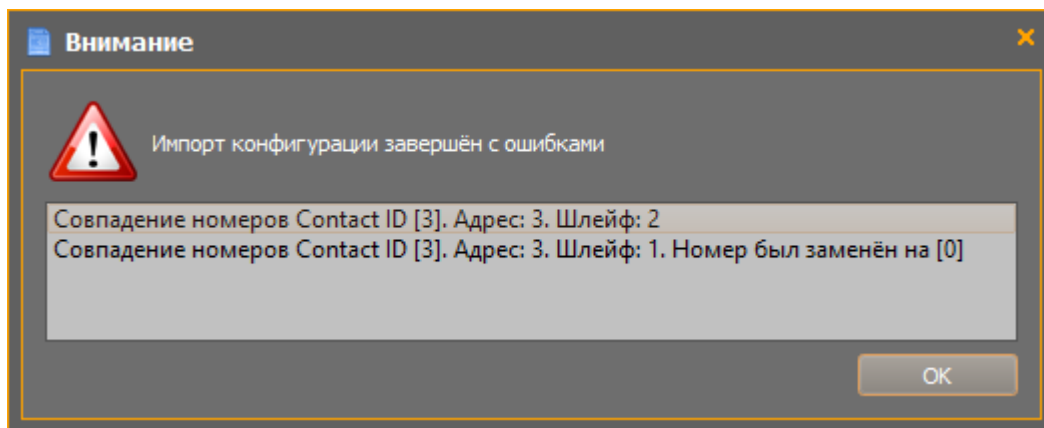 Внимание
Импорт конфигурации завершён с ошибками
Совпадение номеров Contact ID [3]. Адрес: 3. Шлейф: 2
Совпадение номеров Contact ID [3]. Адрес: 3. Шлейф: 1. Номер был заменён на [0]
OK